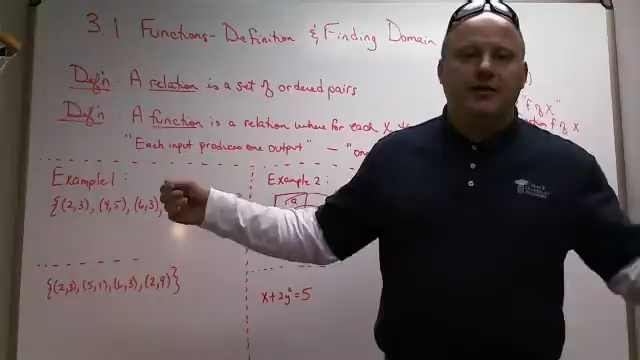 3.1 Functions - Definition & Finding Domain
Def'n: A relation is a set of ordered pairs
Def'n: A function is a relation where for each x
"f of x"
f of x
"Each input produces one output" —
Example 1:
Example 2:
{(2,3), (4,5), (6,3),
a
{(2,3), (5,1), (6,3), (2,9)}
x+2y²=5